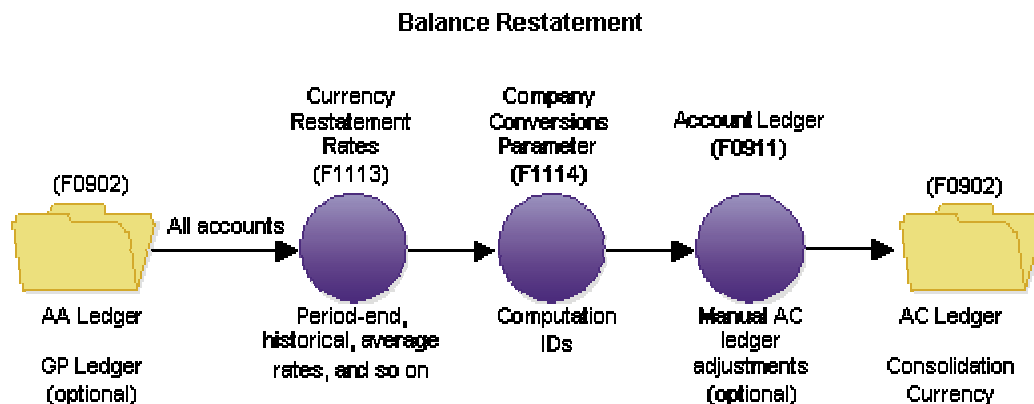 Balance Restatement
Currency
Restatement
Rates
(F1113)
Company
Conversions
Parameter
(F1114)
Account Ledger
(F0911)
(F0902)
(F0902)
All accounts
AA Ledger
GP Ledger
(optional)
Period-end,
historical, average
rates, and so on
Computation
IDs
Manual AC
ledger
adjustments
(optional)
AC Ledger
Consolidation
Currency